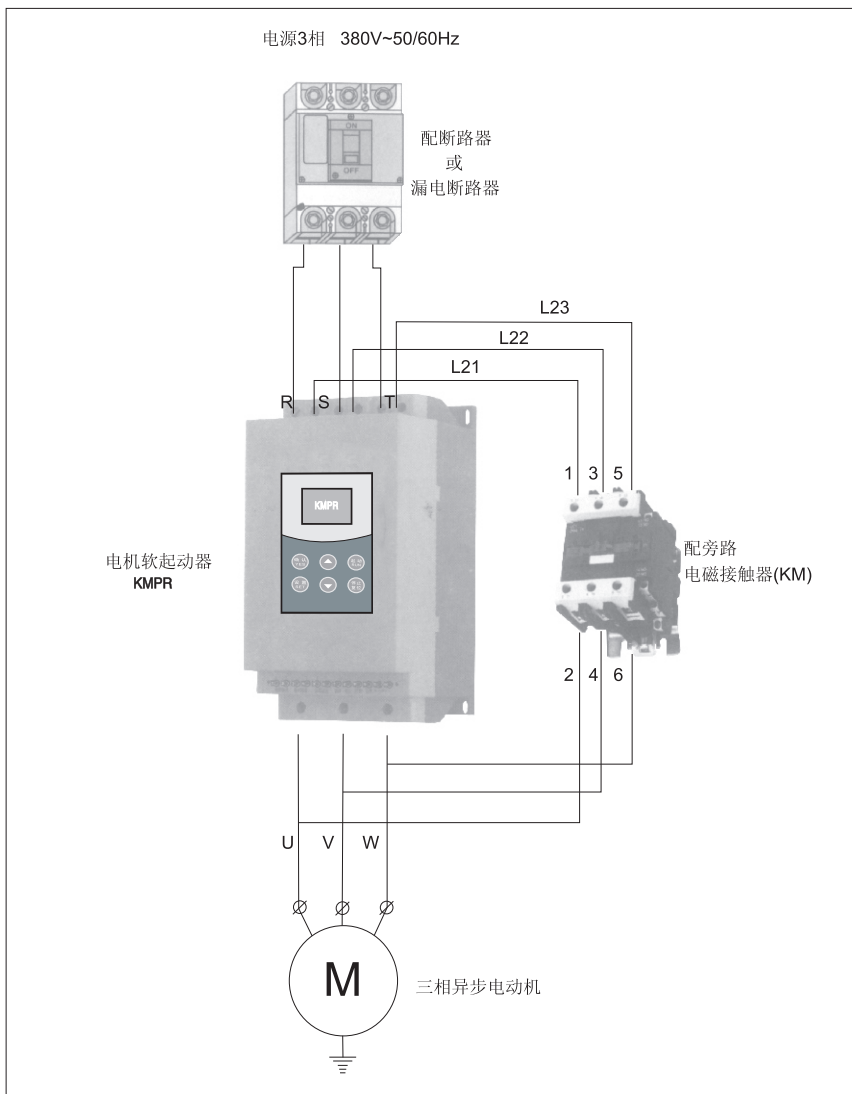 电源3相 380V~50/60Hz
ON
OFF
配断路器
或
漏电断路器
L23
L22
L21
R S T
1 3 5
KMPR
电机软起动器
KMPR
配旁路
电磁接触器(KM)
2 4 6
U V W
M
三相异步电动机